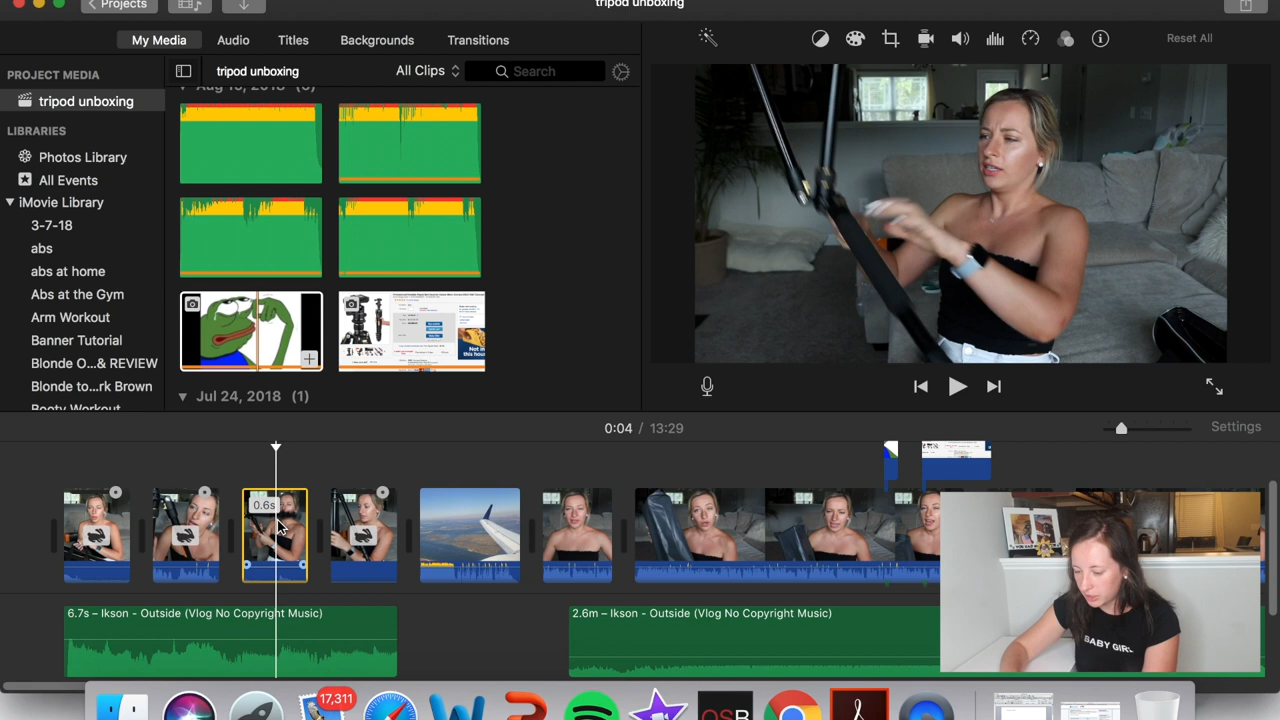 Projects
tripod unboxing
My Media
Audio
Titles
Backgrounds
Transitions
Reset All
PROJECT MEDIA
tripod unboxing
All Clips
Search
tripod unboxing
LIBRARIES
Photos Library
All Events
iMovie Library
3-7-18
abs
abs at home
Abs at the Gym
Arm Workout
Banner Tutorial
Blonde O...& REVIEW
Blonde to...rk Brown
Booty Workout
Jul 24, 2018 (1)
0:04 / 13:29
Settings
0.6s
6.7s – Ikson - Outside (Vlog No Copyright Music)
2.6m – Ikson - Outside (Vlog No Copyright Music)
BABY GIRL
17,311
OSB